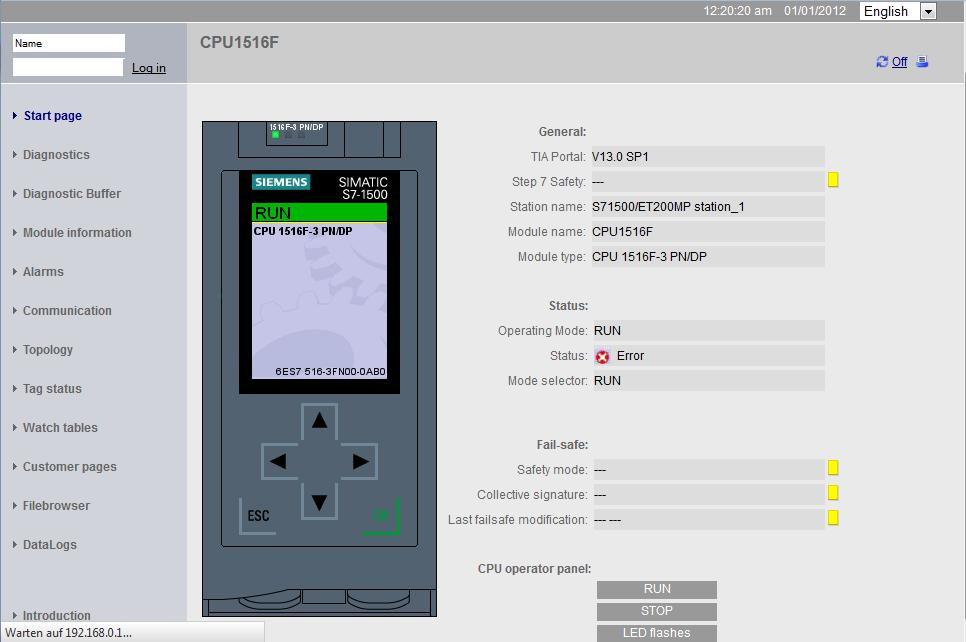 12:20:20 am 01/01/2012 English
Name
Log in
CPU1516F
Off
Start page
Diagnostics
Diagnostic Buffer
Module information
Alarms
Communication
Topology
Tag status
Watch tables
Customer pages
Filebrowser
DataLogs
Introduction
1516F-3 PN/DP
SIEMENS
SIMATIC
S7-1500
RUN
CPU 1516F-3 PN/DP
6ES7 516-3FN00-0AB0
ESC
OK
General:
TIA Portal: V13.0 SP1
Step 7 Safety: ---
Station name: S71500/ET200MP station_1
Module name: CPU1516F
Module type: CPU 1516F-3 PN/DP
Status:
Operating Mode: RUN
Status: Error
Mode selector: RUN
Fail-safe:
Safety mode: ---
Collective signature: ---
Last failsafe modification: --- ---
CPU operator panel:
RUN
STOP
LED flashes
Warten auf 192.168.0.1...